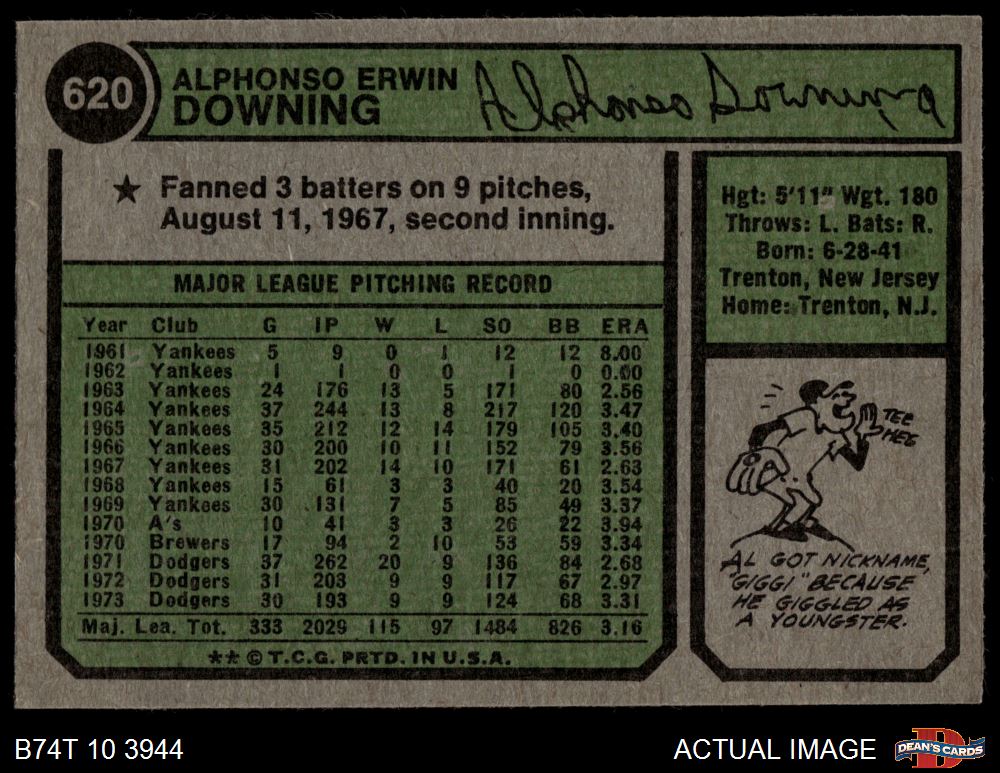 620
ALPHONSO ERWIN
DOWNING
Alphonso Downing
★ Fanned 3 batters on 9 pitches,
August 11, 1967, second inning.
Hgt: 5'11" Wgt. 180
Throws: L. Bats: R.
Born: 6-28-41
Trenton, New Jersey
Home: Trenton, N.J.
MAJOR LEAGUE PITCHING RECORD
Year Club G IP W L SO BB ERA
1961 Yankees 5 9 0 1 12 12 8.00
1962 Yankees 1 1 0 0 1 0 0.00
1963 Yankees 24 176 13 5 171 80 2.56
1964 Yankees 37 244 13 8 217 120 3.47
1965 Yankees 35 212 12 14 179 105 3.40
1966 Yankees 30 200 10 11 152 79 3.56
1967 Yankees 31 202 14 10 171 61 2.63
1968 Yankees 15 61 3 3 40 20 3.54
1969 Yankees 30 131 7 5 85 49 3.37
1970 A's 10 41 3 3 26 22 3.94
1970 Brewers 17 94 2 10 53 59 3.34
1971 Dodgers 37 262 20 9 136 84 2.68
1972 Dodgers 31 203 9 9 117 67 2.97
1973 Dodgers 30 193 9 9 124 68 3.31
Maj. Lea. Tot. 333 2029 115 97 1484 826 3.16
** © T.C.G. PRTD. IN U.S.A.
TEE
HEE
AL GOT NICKNAME,
"GIGGI" BECAUSE
HE GIGGLED AS
A YOUNGSTER.
B74T 10 3944
ACTUAL IMAGE
DEAN'S CARDS